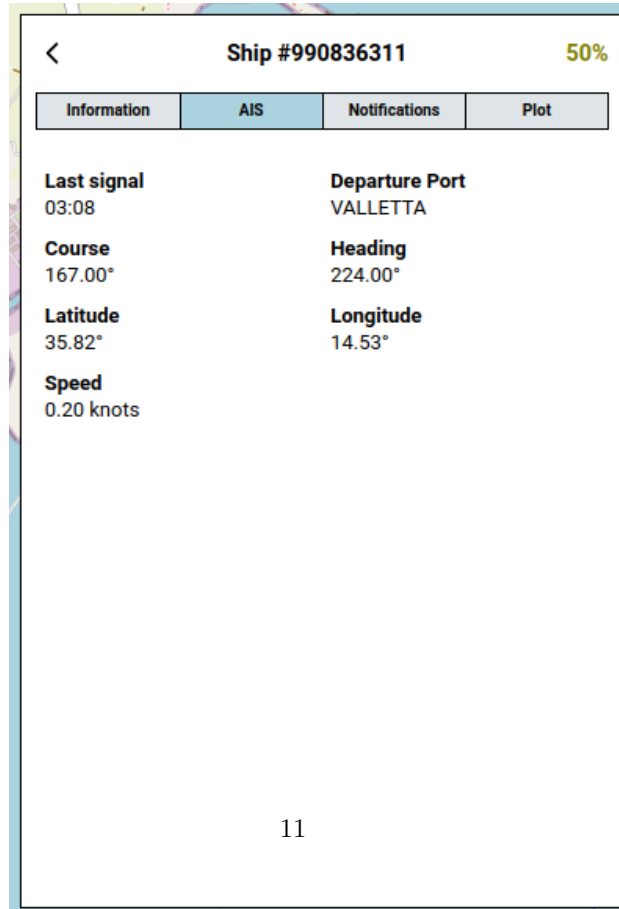 Ship #990836311 50%
Information AIS Notifications Plot
Last signal Departure Port
03:08 VALLETTA
Course Heading
167.00° 224.00°
Latitude Longitude
35.82° 14.53°
Speed
0.20 knots
11